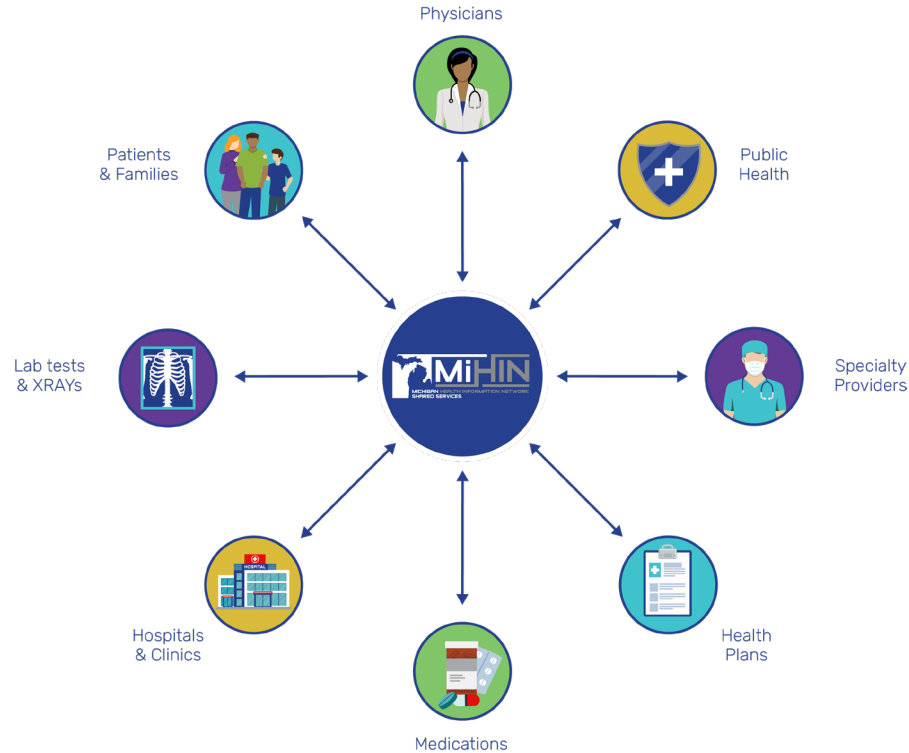 Physicians
Patients
& Families
Public
Health
Lab tests
& XRAYs
MiHIN
MICHIGAN HEALTH INFORMATION NETWORK
SHARED SERVICES
Specialty
Providers
HOSPITAL
Hospitals
& Clinics
Health
Plans
Medications